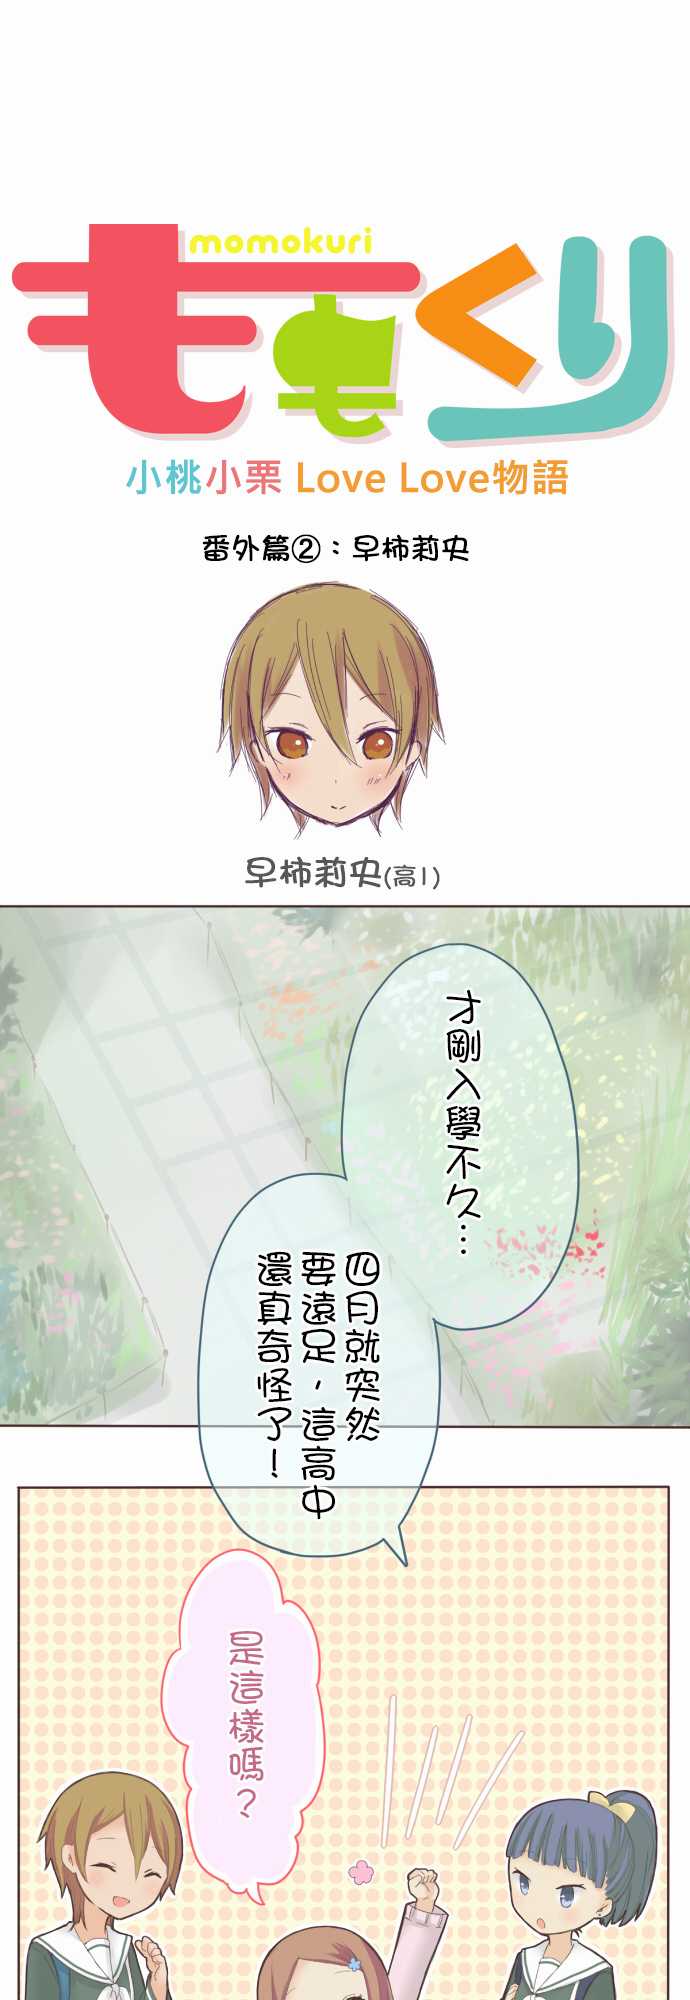 momokuri
ももくり
小桃小栗 Love Love物語
番外篇②：早柿莉央
早柿莉央(高1)
才剛入學不久…
四月就突然
要遠足，這高中
還真奇怪了！
是這樣嗎？